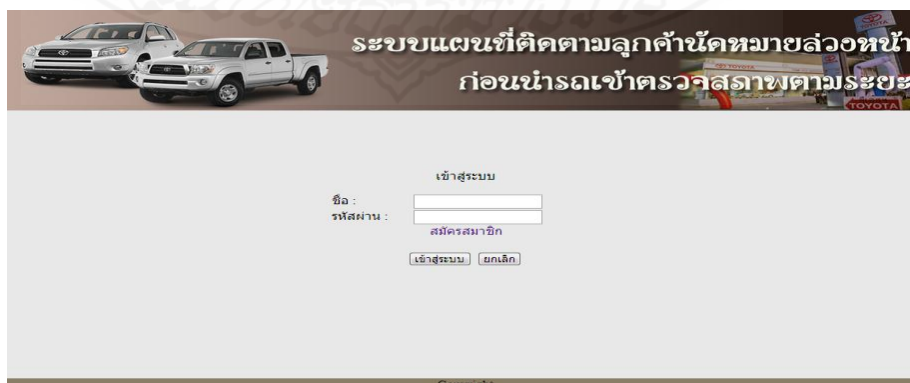 ระบบแผนที่ติดตามลูกค้านัดหมายล่วงหน้า
ก่อนนำรถเข้าตรวจสภาพตามระยะ
TOYOTA
เข้าสู่ระบบ
ชื่อ :
รหัสผ่าน :
สมัครสมาชิก
เข้าสู่ระบบ ยกเลิก